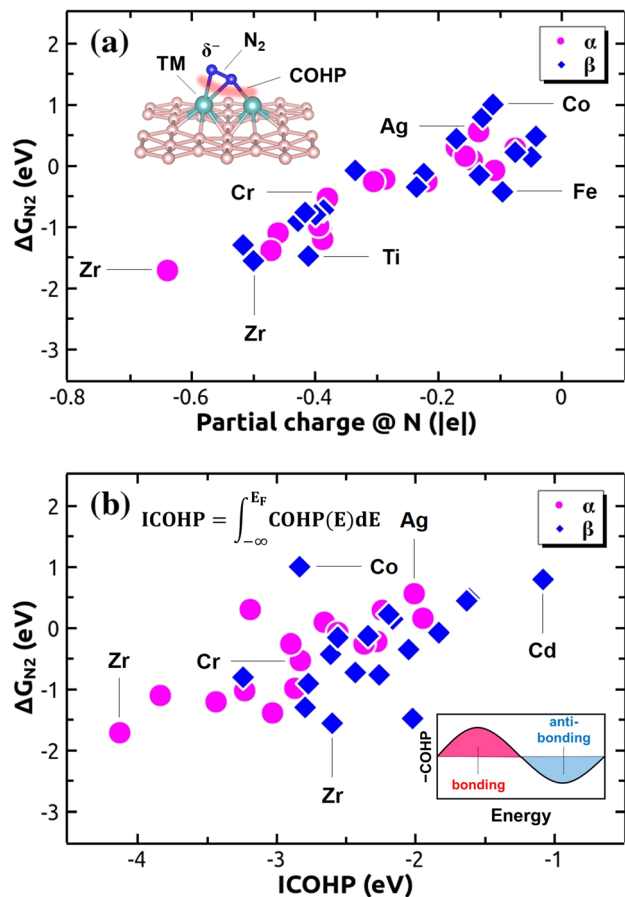 (a)
δ⁻
N₂
TM
COHP
α
β
Co
Ag
Cr
Fe
Zr
Ti
Zr
3
2
1
0
-1
-2
-3
ΔG_N2 (eV)
-0.8
-0.6
-0.4
-0.2
0
Partial charge @ N (|e|)
(b)
ICOHP = ∫_{-∞}^{E_F} COHP(E)dE
Ag
α
β
Co
Zr
Cr
Cd
Zr
2
1
0
-1
-2
-3
ΔG_N2 (eV)
anti-
bonding
bonding
−COHP
Energy
-4
-3
-2
-1
0
ICOHP (eV)